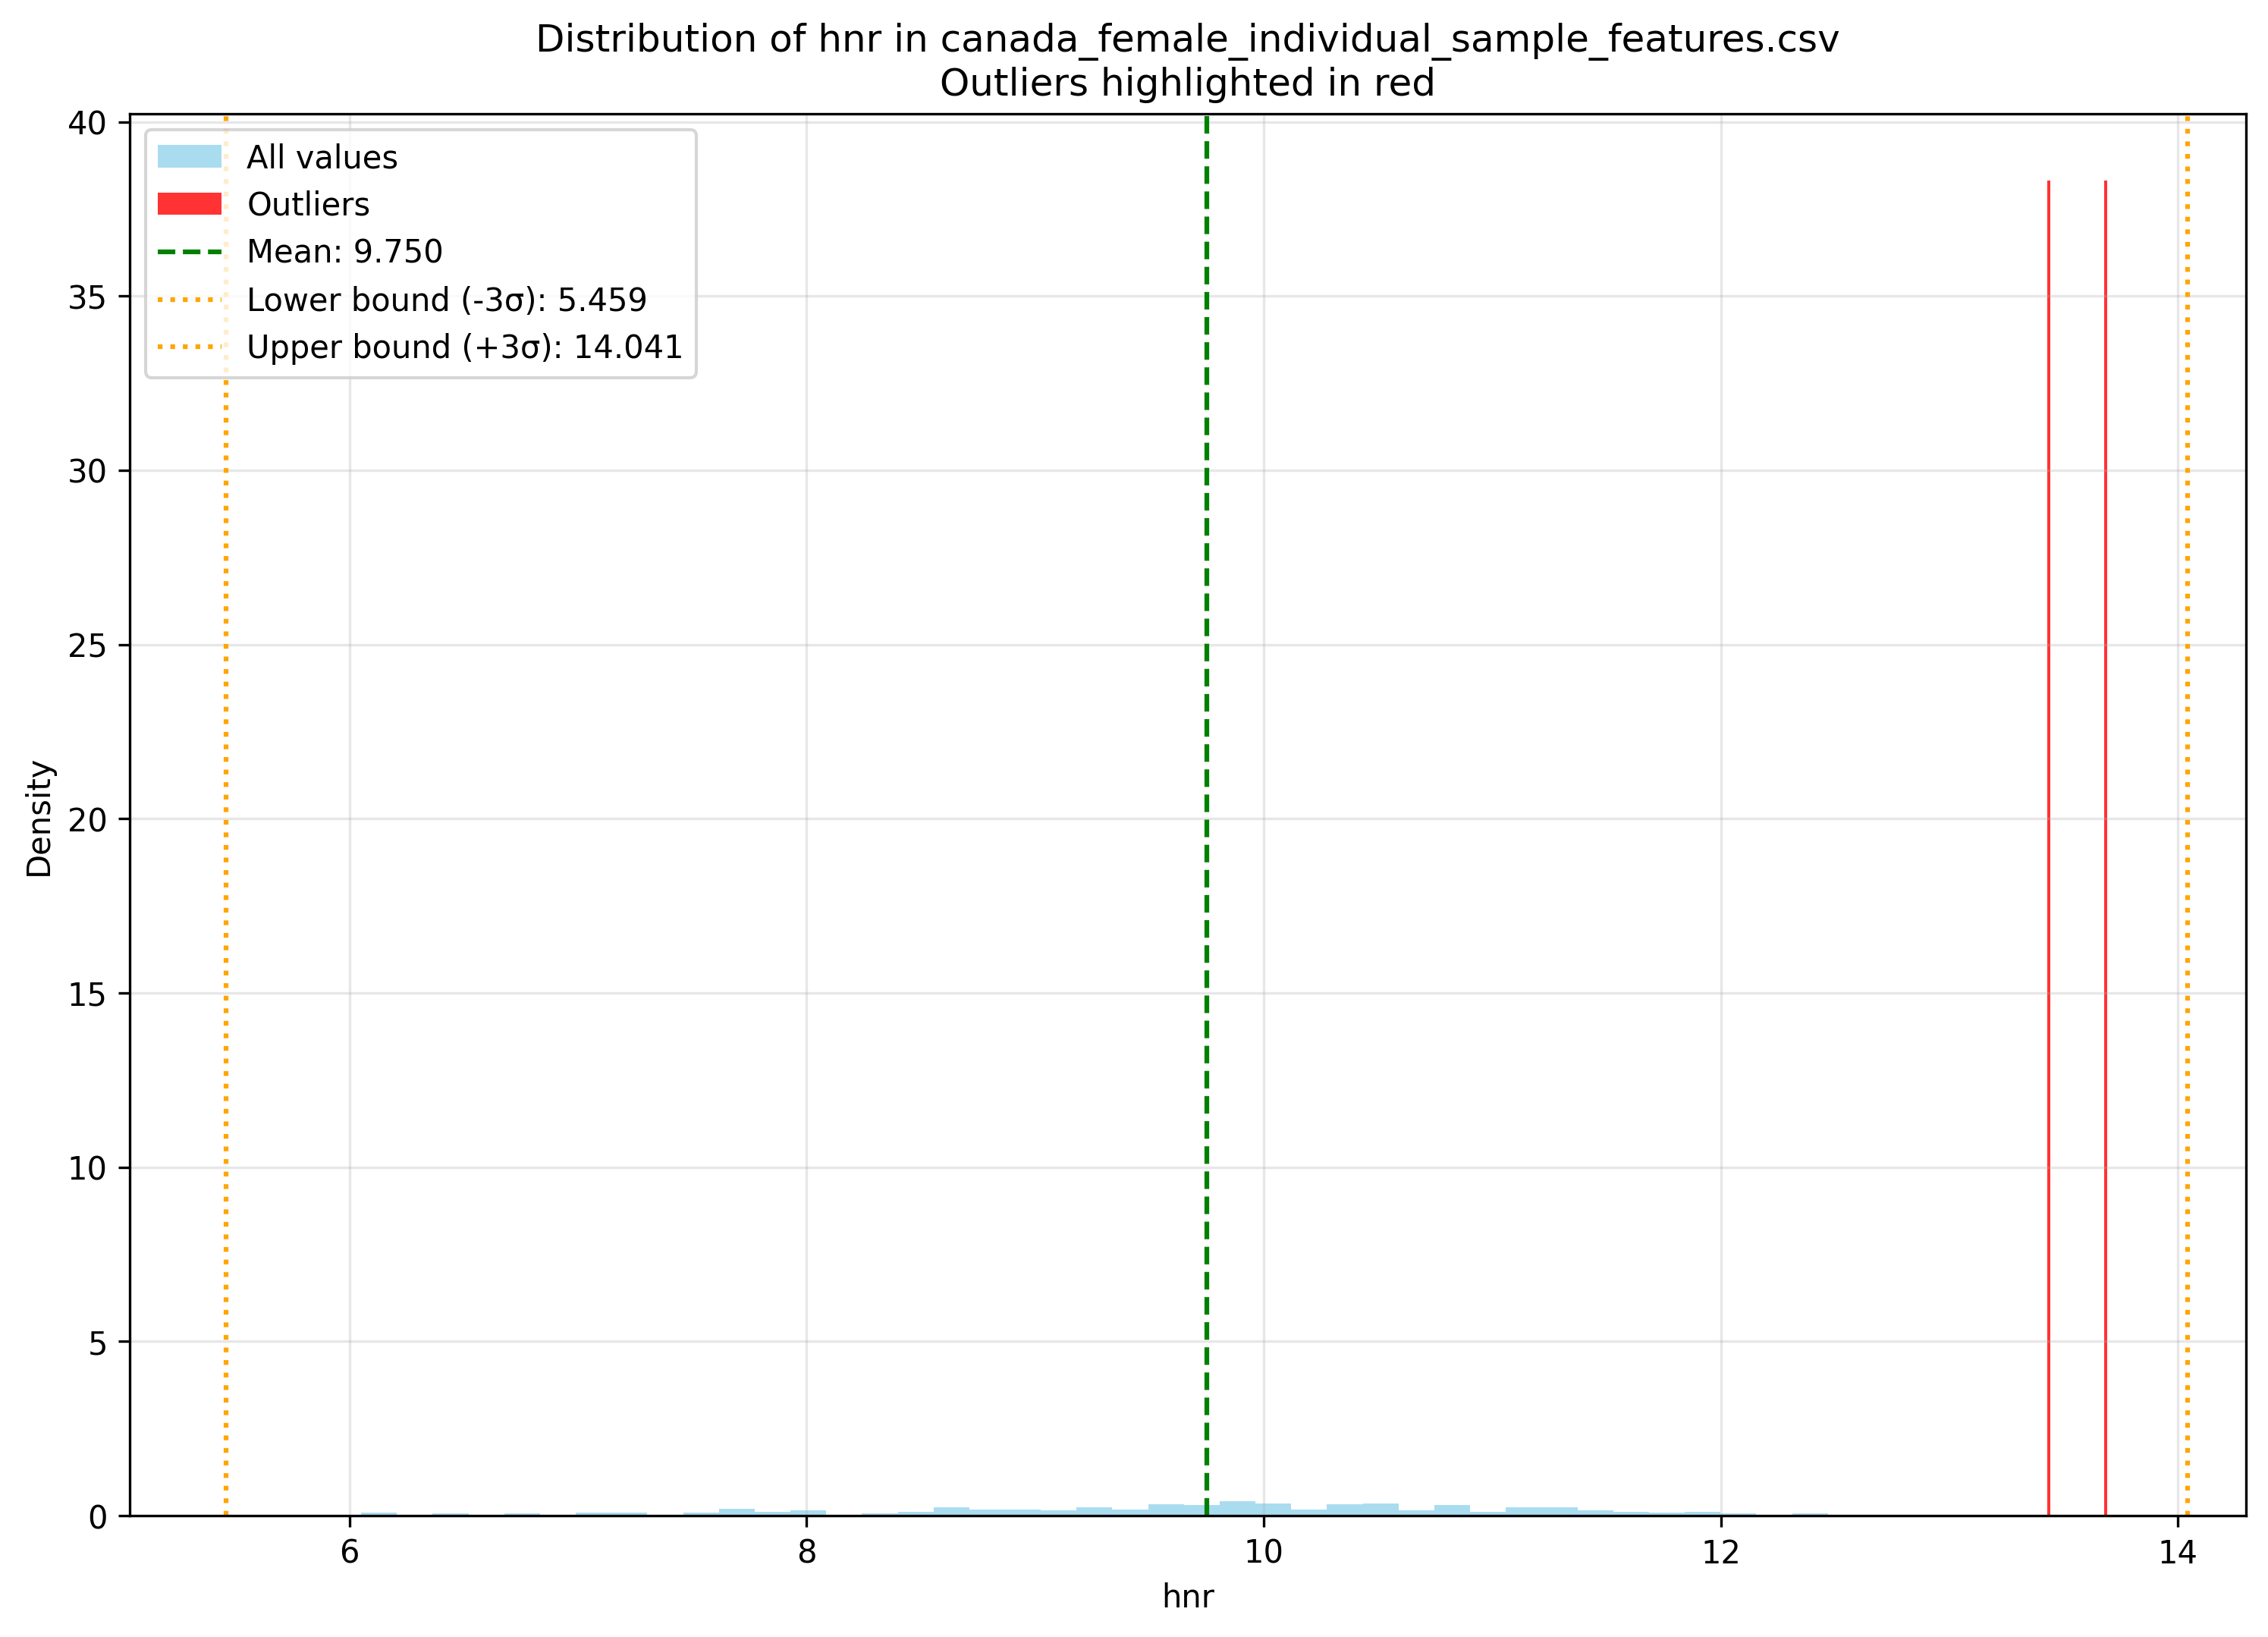 Distribution of hnr in canada_female_individual_sample_features.csv
Outliers highlighted in red
All values
Outliers
Mean: 9.750
Lower bound (-3σ): 5.459
Upper bound (+3σ): 14.041
40
35
30
25
20
15
10
5
0
Density
6
8
10
12
14
hnr